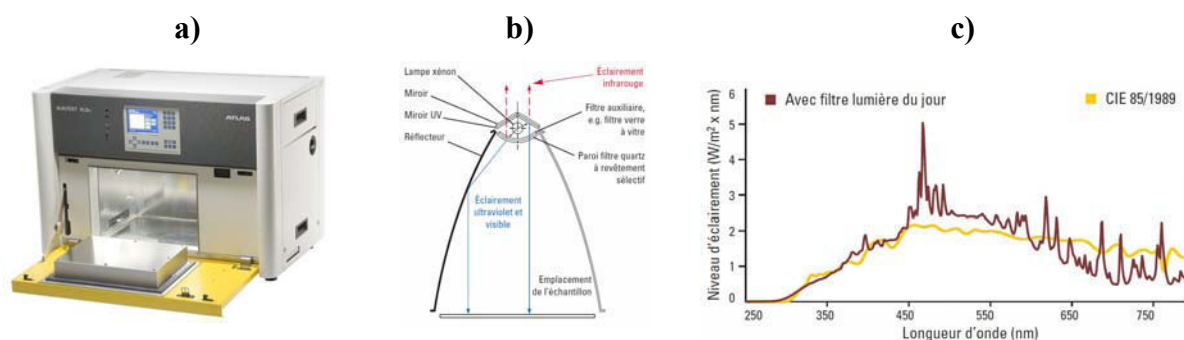 a)
b)
c)
ATLAS
Lampe xénon
Miroir
Miroir UV
Réflecteur
Éclairement
infrarouge
Filtre auxiliaire,
e.g. filtre verre
à vitre
Paroi filtre quartz
à revêtement
sélectif
Éclairement
ultraviolet et
visible
Emplacement
de l'échantillon
Avec filtre lumière du jour
CIE 85/1989
Niveau d'éclairement (W/m² x nm)
6
5
4
3
2
1
0
250
350
450
550
650
750
Longueur d'onde (nm)